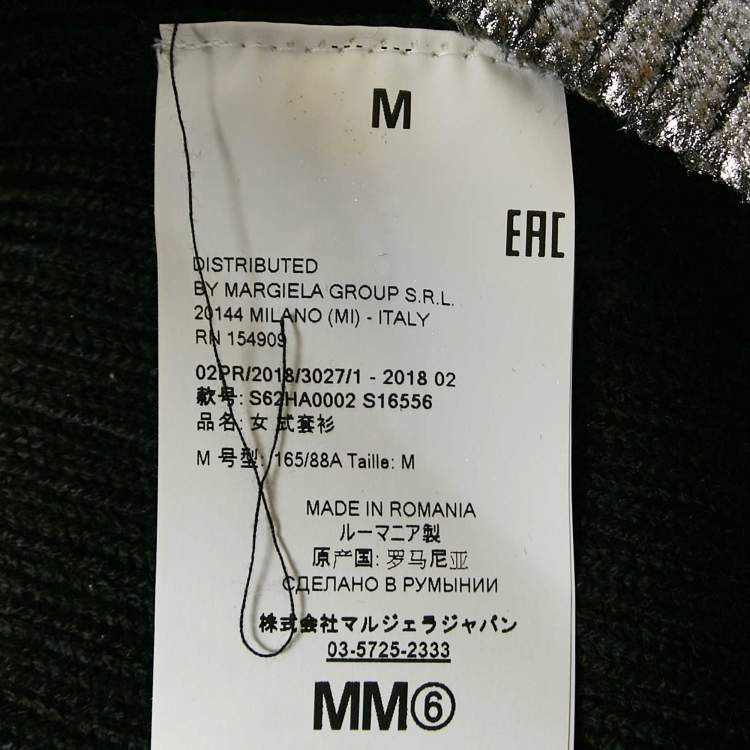 M
EAC
DISTRIBUTED
BY MARGIELA GROUP S.R.L.
20144 MILANO (MI) - ITALY
RN 154909
02PR/2018/3027/1 - 2018 02
款号: S62HA0002 S16556
品名: 女 式套衫
M 号型: 165/88A Taille: M
MADE IN ROMANIA
ルーマニア製
原产国: 罗马尼亚
СДЕЛАНО В РУМЫНИИ
株式会社マルジェラジャパン
03-5725-2333
MM⑥